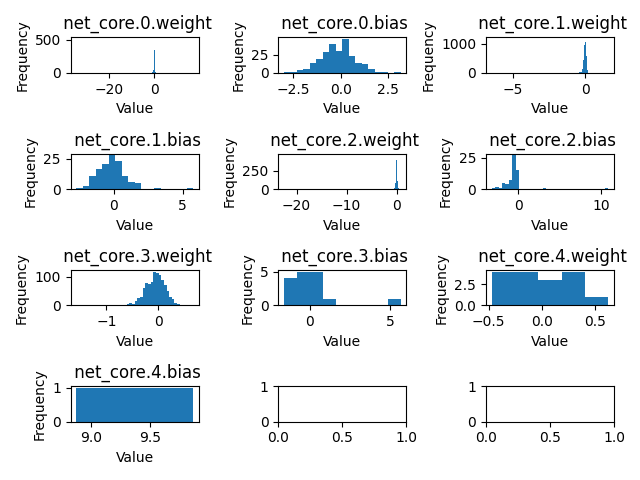 net_core.0.weight
Frequency
500
0
−20
0
Value
net_core.0.bias
Frequency
25
0
−2.5
0.0
2.5
Value
net_core.1.weight
Frequency
1000
0
−5
0
Value
net_core.1.bias
Frequency
25
0
0
5
Value
net_core.2.weight
Frequency
250
0
−20
−10
0
Value
net_core.2.bias
Frequency
25
0
0
10
Value
net_core.3.weight
Frequency
100
0
−1
0
Value
net_core.3.bias
Frequency
5
0
0
5
Value
net_core.4.weight
Frequency
2.5
0.0
−0.5
0.0
0.5
Value
net_core.4.bias
Frequency
1
0
9.0
9.5
Value
1
0
0.0
0.5
1.0
1
0
0.0
0.5
1.0